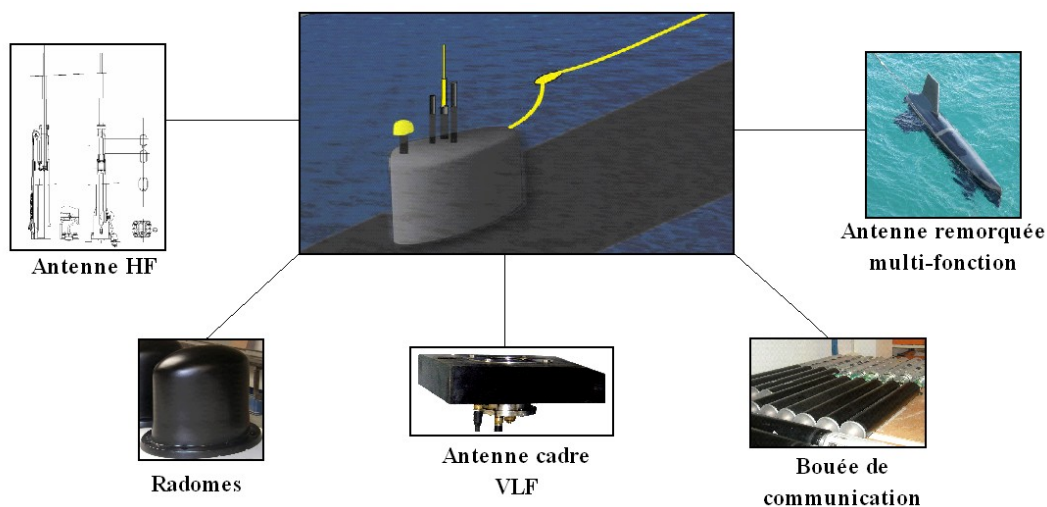 Antenne HF
Antenne remorquée
multi-fonction
Radomes
Antenne cadre
VLF
Bouée de
communication